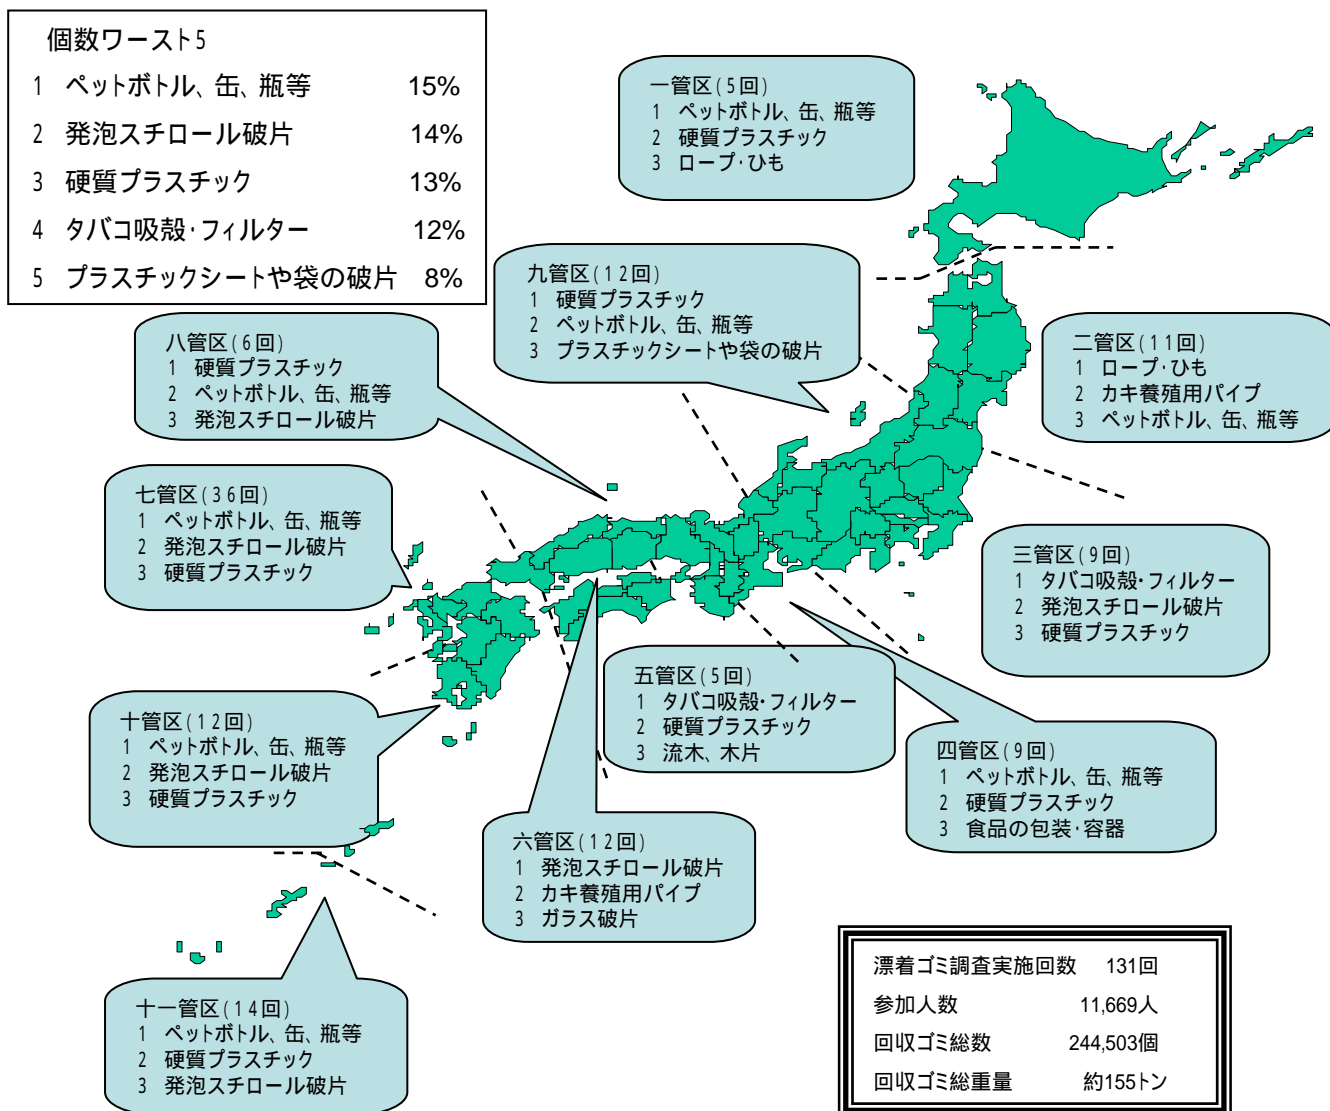 個数ワースト5
1 ペットボトル、缶、瓶等 15%
2 発泡スチロール破片 14%
3 硬質プラスチック 13%
4 タバコ吸殻・フィルター 12%
5 プラスチックシートや袋の破片 8%
一管区(5回)
1 ペットボトル、缶、瓶等
2 硬質プラスチック
3 ロープ・ひも
九管区(12回)
1 硬質プラスチック
2 ペットボトル、缶、瓶等
3 プラスチックシートや袋の破片
八管区(6回)
1 硬質プラスチック
2 ペットボトル、缶、瓶等
3 発泡スチロール破片
二管区(11回)
1 ロープ・ひも
2 カキ養殖用パイプ
3 ペットボトル、缶、瓶等
七管区(36回)
1 ペットボトル、缶、瓶等
2 発泡スチロール破片
3 硬質プラスチック
三管区(9回)
1 タバコ吸殻・フィルター
2 発泡スチロール破片
3 硬質プラスチック
五管区(5回)
1 タバコ吸殻・フィルター
2 硬質プラスチック
3 流木、木片
十管区(12回)
1 ペットボトル、缶、瓶等
2 発泡スチロール破片
3 硬質プラスチック
四管区(9回)
1 ペットボトル、缶、瓶等
2 硬質プラスチック
3 食品の包装・容器
六管区(12回)
1 発泡スチロール破片
2 カキ養殖用パイプ
3 ガラス破片
十一管区(14回)
1 ペットボトル、缶、瓶等
2 硬質プラスチック
3 発泡スチロール破片
漂着ゴミ調査実施回数 131回
参加人数 11,669人
回収ゴミ総数 244,503個
回収ゴミ総重量 約155トン